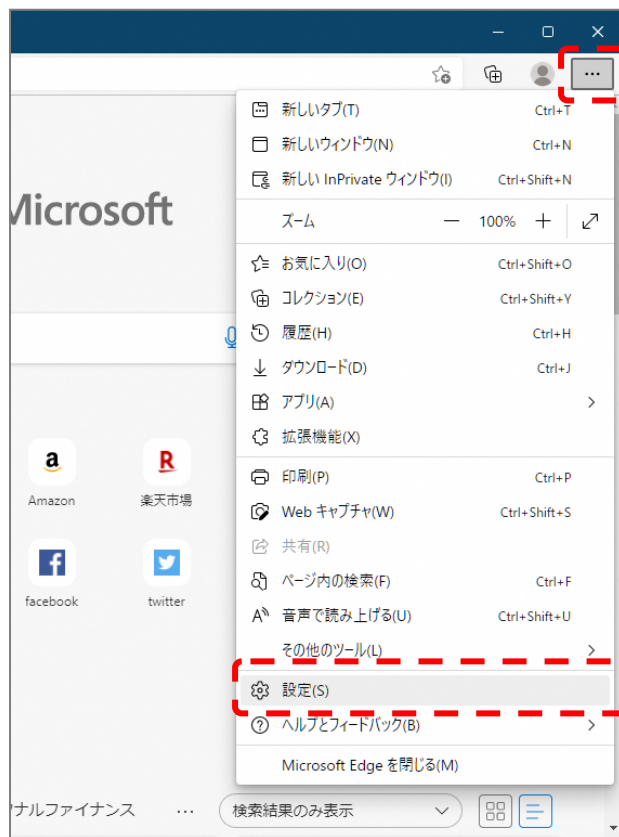 新しいタブ(T) Ctrl+T
新しいウィンドウ(N) Ctrl+N
新しい InPrivate ウィンドウ(I) Ctrl+Shift+N
Microsoft
ズーム 100%
お気に入り(O) Ctrl+Shift+O
コレクション(E) Ctrl+Shift+Y
履歴(H) Ctrl+H
ダウンロード(D) Ctrl+J
アプリ(A)
拡張機能(X)
印刷(P) Ctrl+P
Amazon
楽天市場
Web キャプチャ(W) Ctrl+Shift+S
共有(R)
ページ内の検索(F) Ctrl+F
facebook
twitter
音声で読み上げる(U) Ctrl+Shift+U
その他のツール(L)
設定(S)
ヘルプとフィードバック(B)
Microsoft Edge を閉じる(M)
ナルファイナンス ... 検索結果のみ表示